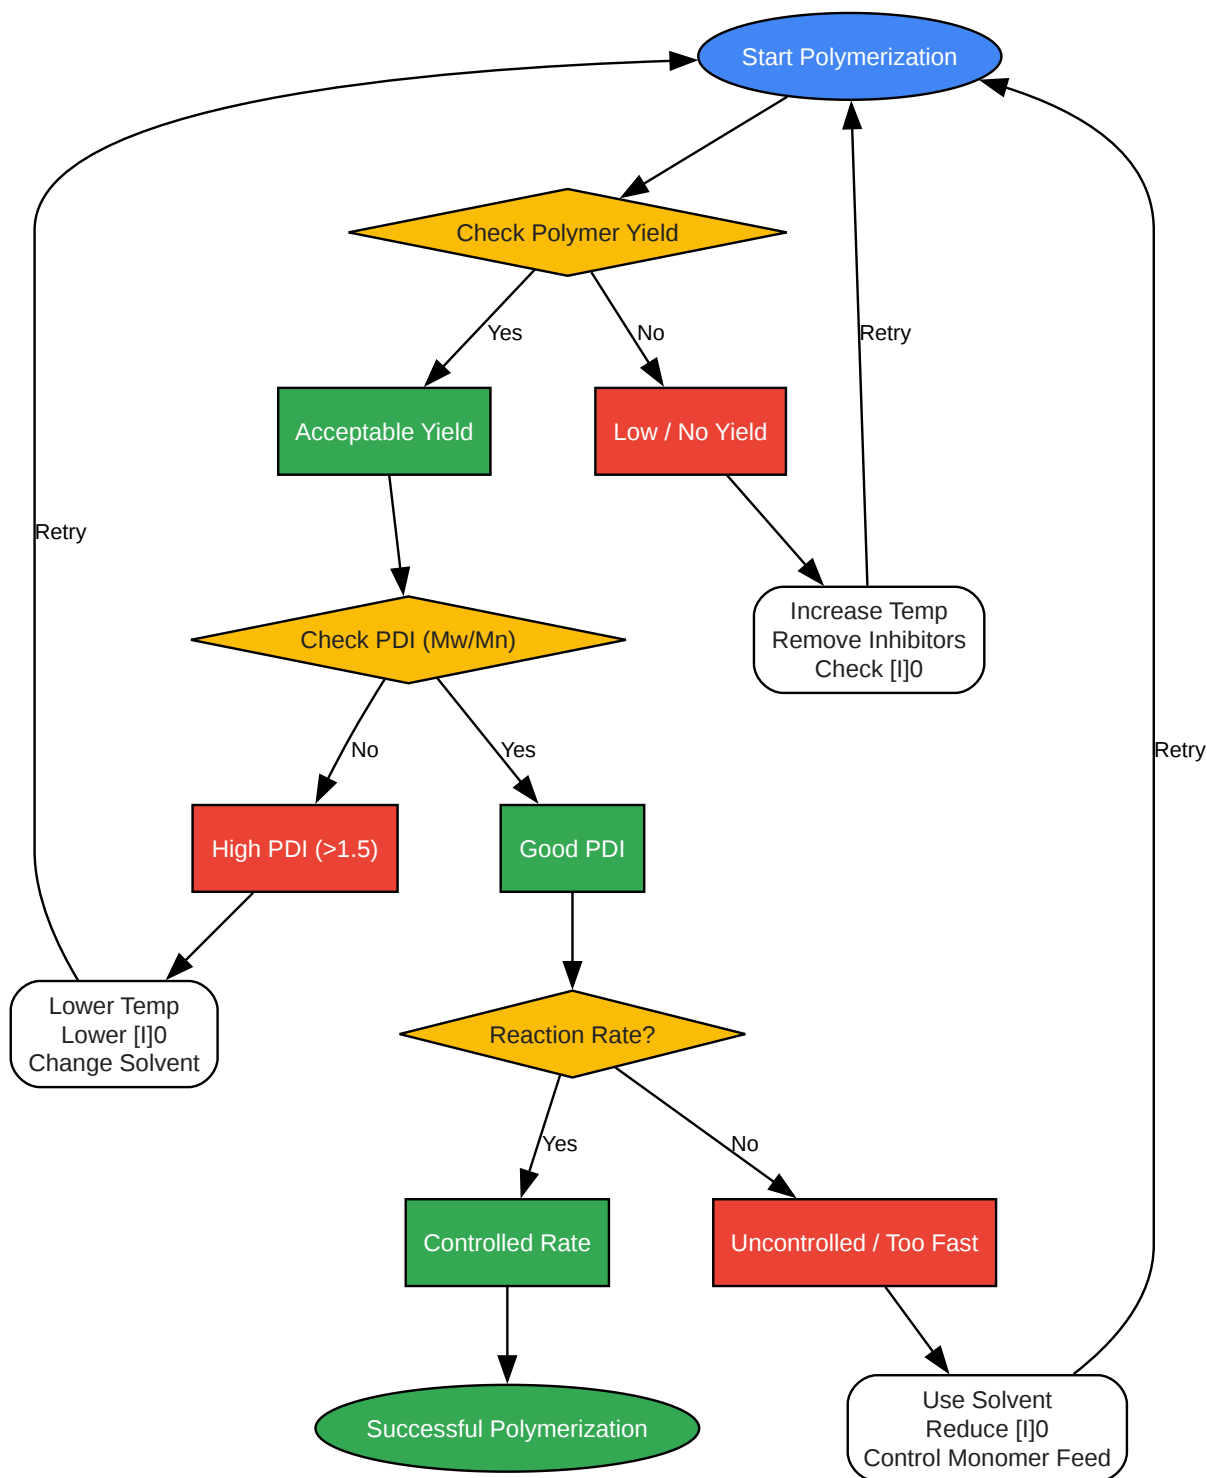 Start Polymerization
Check Polymer Yield
Yes
No
Retry
Acceptable Yield
Low / No Yield
Retry
Increase Temp
Remove Inhibitors
Check [I]0
Check PDI (Mw/Mn)
No
Yes
Retry
High PDI (>1.5)
Good PDI
Lower Temp
Lower [I]0
Change Solvent
Reaction Rate?
Yes
No
Controlled Rate
Uncontrolled / Too Fast
Successful Polymerization
Use Solvent
Reduce [I]0
Control Monomer Feed